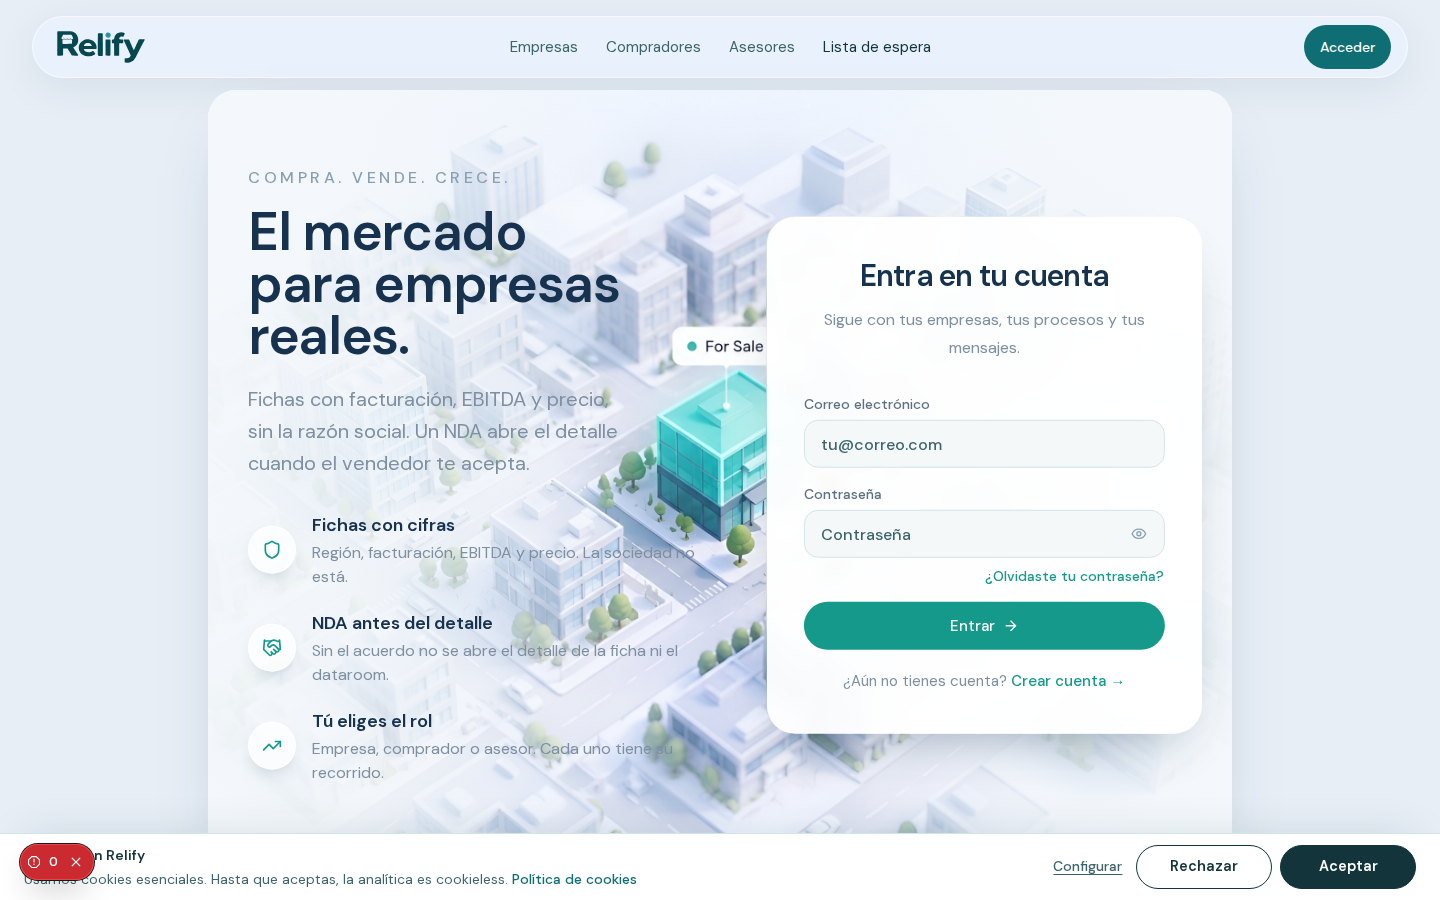 Relify
Empresas
Compradores
Asesores
Lista de espera
Acceder
COMPRA. VENDE. CRECE.
El mercado
para empresas
reales.
Fichas con facturación, EBITDA y precio,
sin la razón social. Un NDA abre el detalle
cuando el vendedor te acepta.
Fichas con cifras
Región, facturación, EBITDA y precio. La sociedad no
está.
NDA antes del detalle
Sin el acuerdo no se abre el detalle de la ficha ni el
dataroom.
Tú eliges el rol
Empresa, comprador o asesor. Cada uno tiene su
recorrido.
For Sale
Entra en tu cuenta
Sigue con tus empresas, tus procesos y tus
mensajes.
Correo electrónico
tu@correo.com
Contraseña
Contraseña
¿Olvidaste tu contraseña?
Entrar →
¿Aún no tienes cuenta? Crear cuenta →
Relify
cookies esenciales. Hasta que aceptas, la analítica es cookieless. Política de cookies
0
Configurar
Rechazar
Aceptar